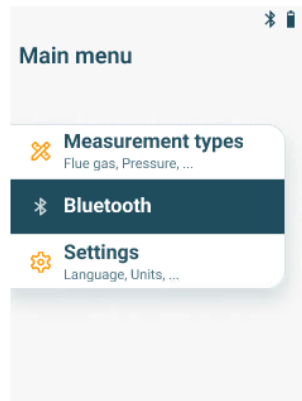 Main menu
Measurement types
Flue gas, Pressure, ...
Bluetooth
Settings
Language, Units, ...